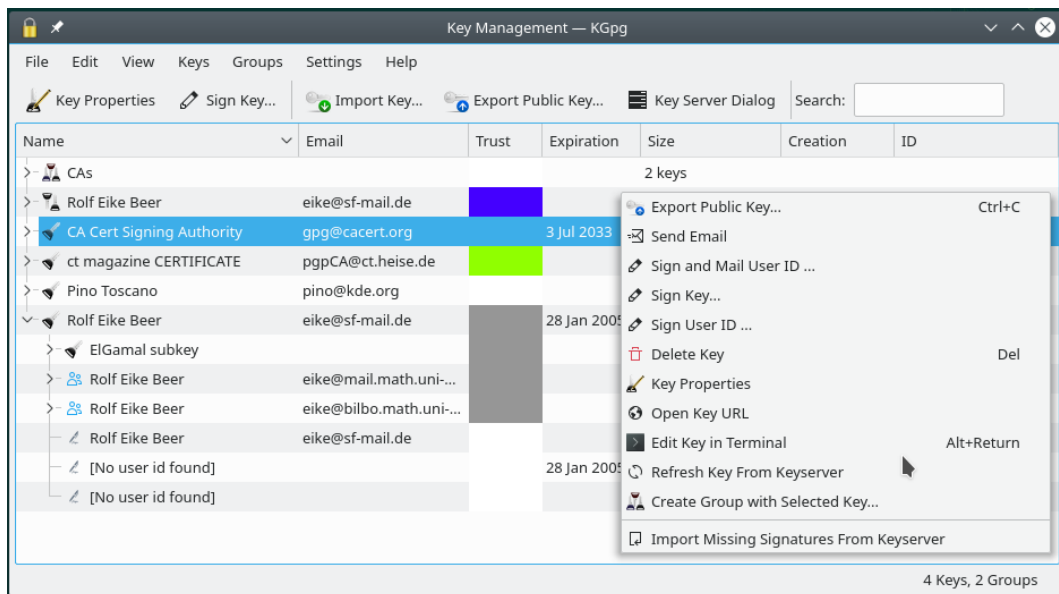 Key Management — KGpg
File Edit View Keys Groups Settings Help
Key Properties Sign Key... Import Key... Export Public Key... Key Server Dialog Search:
Name Email Trust Expiration Size Creation ID
CAs 2 keys
Rolf Eike Beer eike@sf-mail.de
CA Cert Signing Authority gpg@cacert.org 3 Jul 2033
ct magazine CERTIFICATE pgpCA@ct.heise.de
Pino Toscano pino@kde.org
Rolf Eike Beer eike@sf-mail.de 28 Jan 2005
ElGamal subkey
Rolf Eike Beer eike@mail.math.uni-...
Rolf Eike Beer eike@bilbo.math.uni-...
Rolf Eike Beer eike@sf-mail.de
[No user id found] 28 Jan 2005
[No user id found]
Export Public Key... Ctrl+C
Send Email
Sign and Mail User ID ...
Sign Key...
Sign User ID ...
Delete Key Del
Key Properties
Open Key URL
Edit Key in Terminal Alt+Return
Refresh Key From Keyserver
Create Group with Selected Key...
Import Missing Signatures From Keyserver
4 Keys, 2 Groups